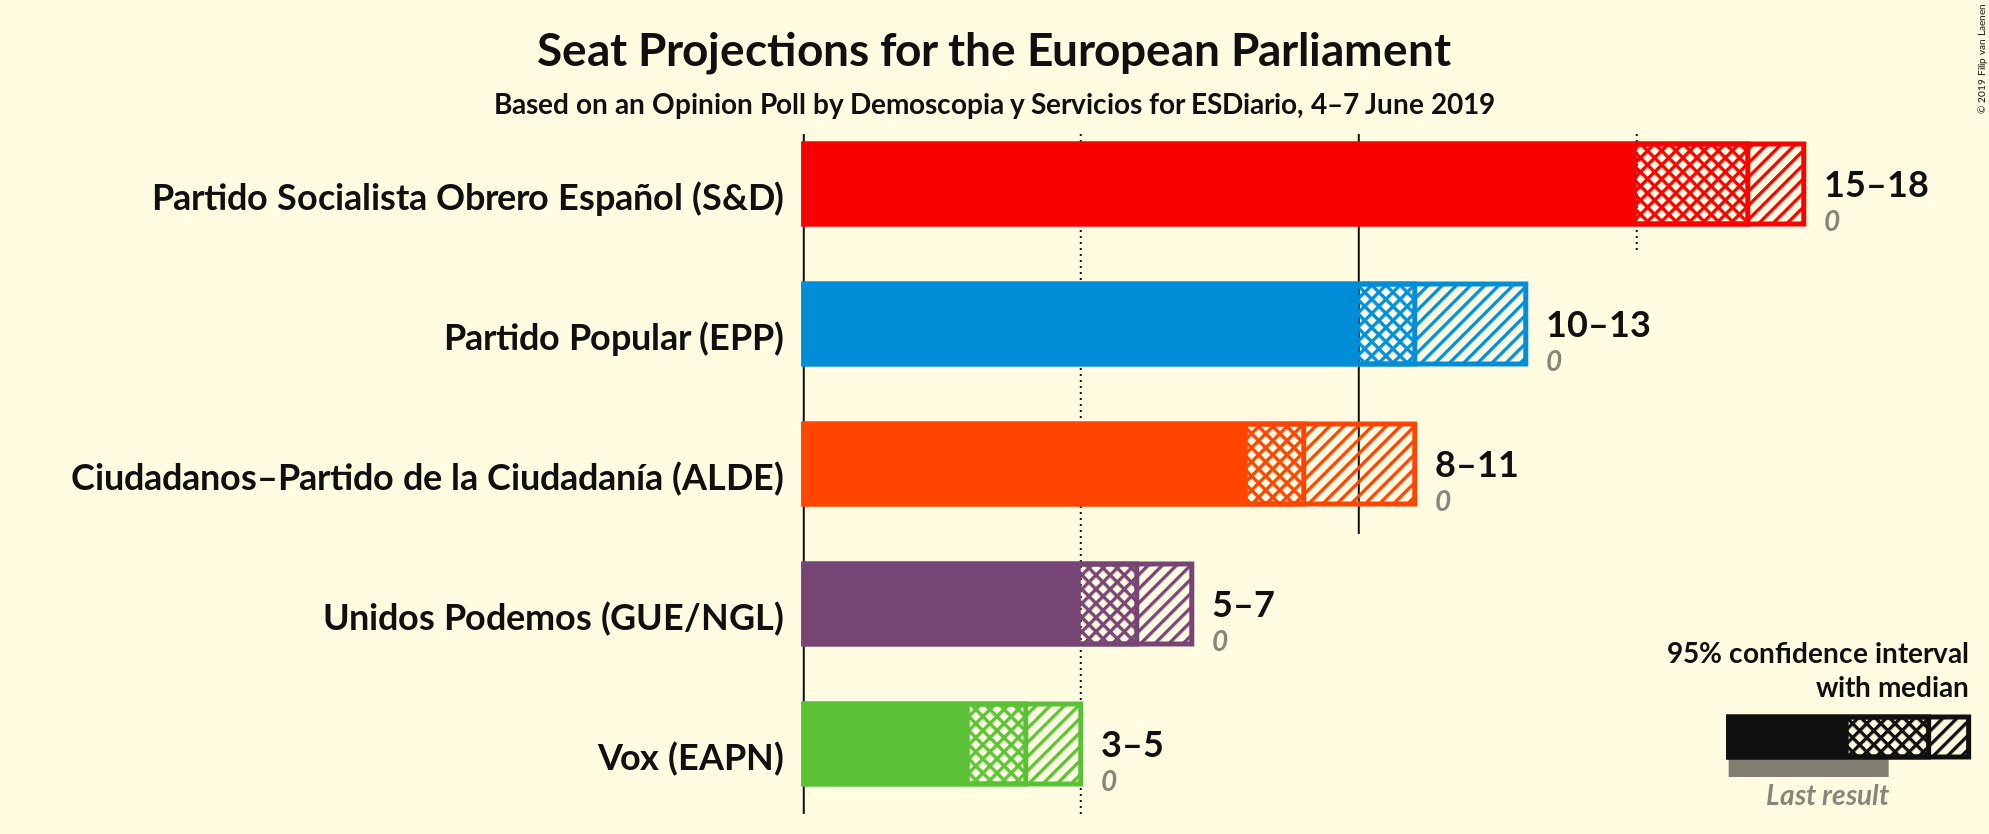 Seat Projections for the European Parliament
Based on an Opinion Poll by Demoscopia y Servicios for ESDiario, 4–7 June 2019
© 2019 Filip van Laenen
Partido Socialista Obrero Español (S&D)
15–18
0
Partido Popular (EPP)
10–13
0
Ciudadanos–Partido de la Ciudadanía (ALDE)
8–11
0
Unidos Podemos (GUE/NGL)
5–7
0
Vox (EAPN)
3–5
0
95% confidence interval
with median
Last result